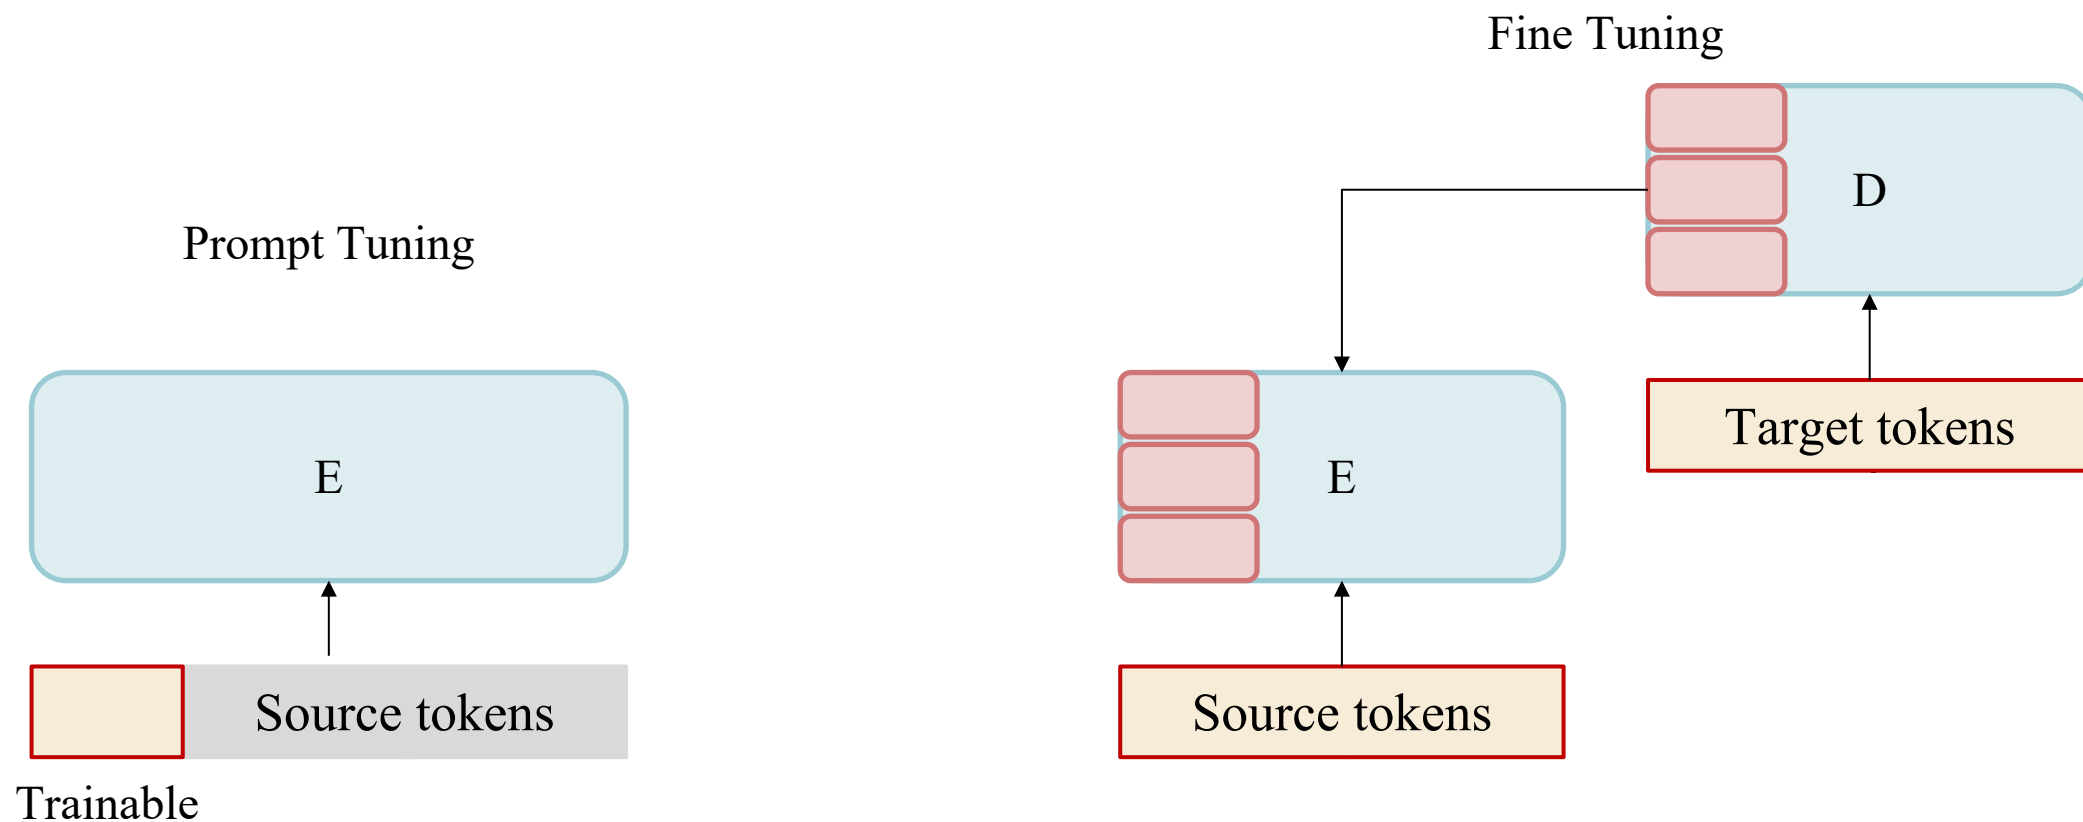 Fine Tuning
D
Prompt Tuning
Target tokens
E
E
Source tokens
Source tokens
Trainable